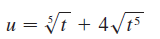 u = ⁵√t + 4√t⁵